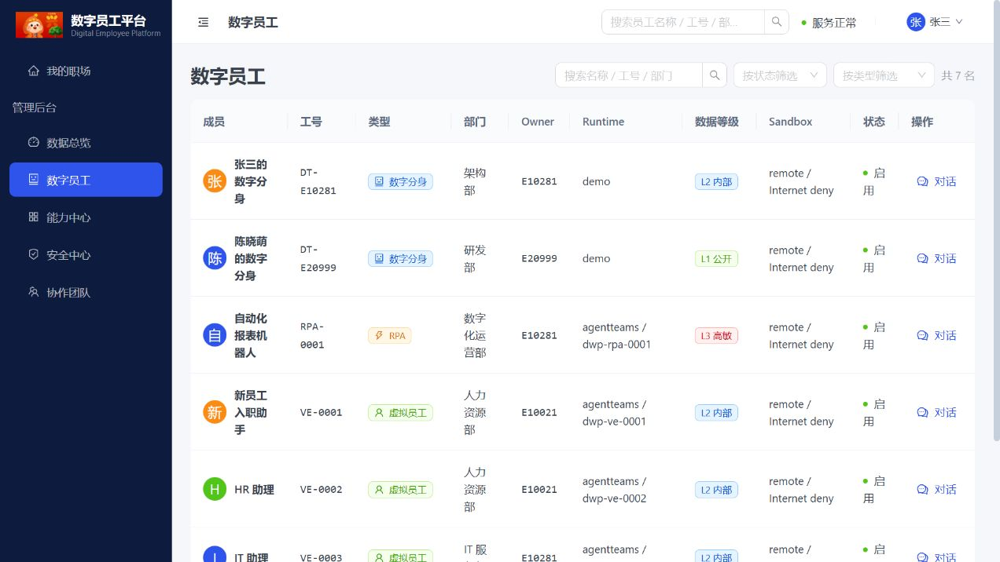 数字员工平台
Digital Employee Platform
我的职场
管理后台
数据总览
数字员工
能力中心
安全中心
协作团队
数字员工
搜索员工名称 / 工号 / 部...
服务正常
张 张三
数字员工
搜索名称 / 工号 / 部门
按状态筛选
按类型筛选
共 7 名
成员 工号 类型 部门 Owner Runtime 数据等级 Sandbox 状态 操作
张
张三的
数字分
身
DT-
E10281
数字分身
架构
部
E10281
demo
L2 内部
remote /
Internet deny
启
用
对话
陈
陈晓萌
的数字
分身
DT-
E20999
数字分身
研发
部
E20999
demo
L1 公开
remote /
Internet deny
启
用
对话
自
自动化
报表机
器人
RPA-
0001
RPA
数字
化运
营部
E10281
agentteams /
dwp-rpa-0001
L3 高敏
remote /
Internet deny
启
用
对话
新
新员工
入职助
手
VE-0001
虚拟员工
人力
资源
部
E10021
agentteams /
dwp-ve-0001
L2 内部
remote /
Internet deny
启
用
对话
H
HR 助理
VE-0002
虚拟员工
人力
资源
部
E10021
agentteams /
dwp-ve-0002
L2 内部
remote /
Internet deny
启
用
对话
I
IT 助理
VE-0003
虚拟员工
IT 服
E10281
agentteams /
L2 内部
remote /
启
对话